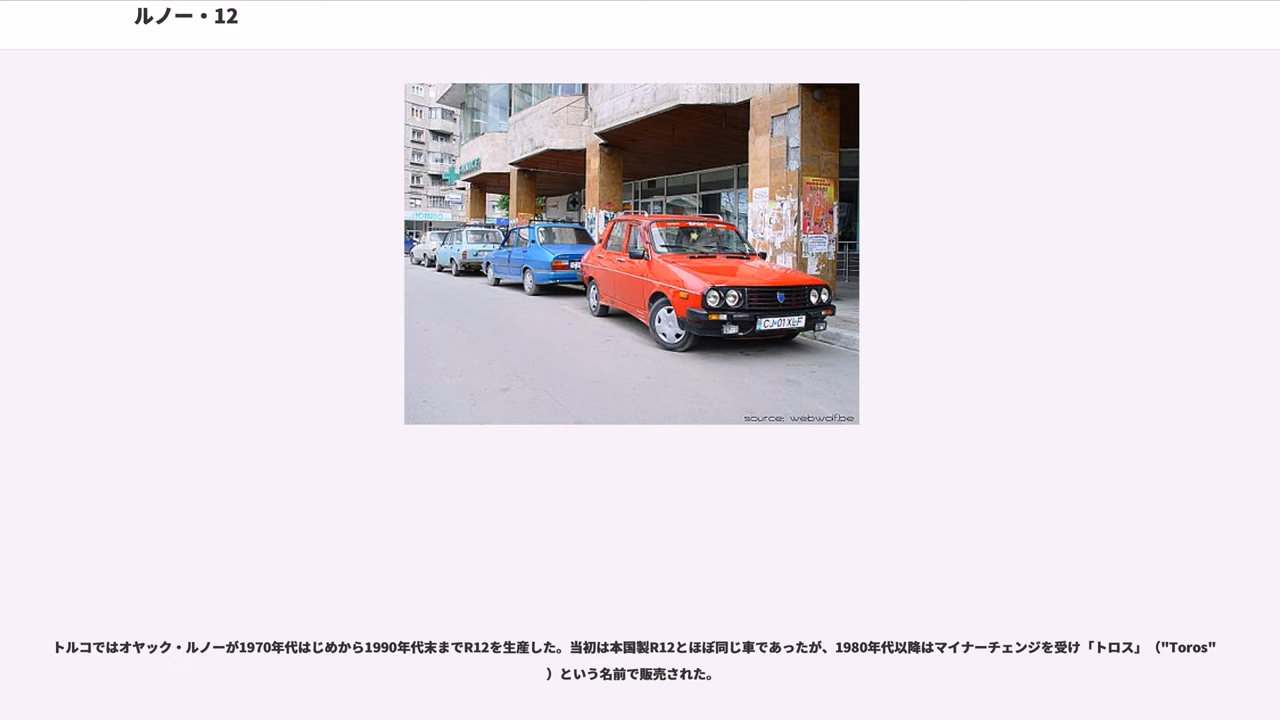 ルノー・12
SPORT
CJ 01 XLF
source: webwolf.be
トルコではオヤック・ルノーが1970年代はじめから1990年代末までR12を生産した。当初は本国製R12とほぼ同じ車であったが、1980年代以降はマイナーチェンジを受け「トロス」（"Toros"
）という名前で販売された。